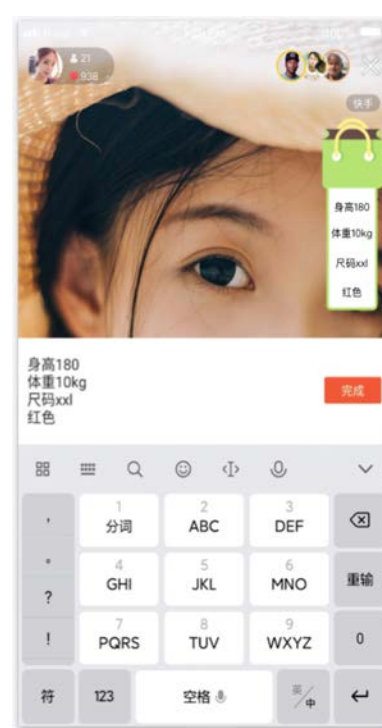 21
938
快手
身高180
体重10kg
尺码xxl
红色
身高180
体重10kg
尺码xxl
红色
完成
,
1
分词
2
ABC
3
DEF
。
4
GHI
5
JKL
6
MNO
重输
?
!
7
PQRS
8
TUV
9
WXYZ
0
符
123
空格
英/中